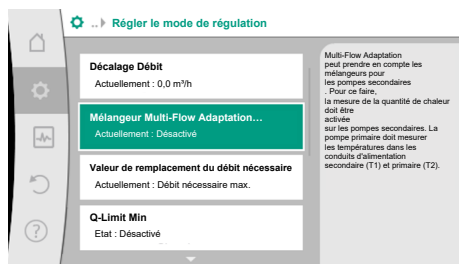 ..▶ Régler le mode de régulation
Décalage Débit
Actuellement : 0,0 m³/h
Mélangeur Multi-Flow Adaptation…
Actuellement : Désactivé
Valeur de remplacement du débit nécessaire
Actuellement : Débit nécessaire max.
Q-Limit Min
Etat : Désactivé
Multi-Flow Adaptation
peut prendre en compte les
mélangeurs pour
les pompes secondaires
. Pour ce faire,
la mesure de la quantité de chaleur
doit être
activée
sur les pompes secondaires. La
pompe primaire doit mesurer
les températures dans les
conduits d'alimentation
secondaire (T1) et primaire (T2).